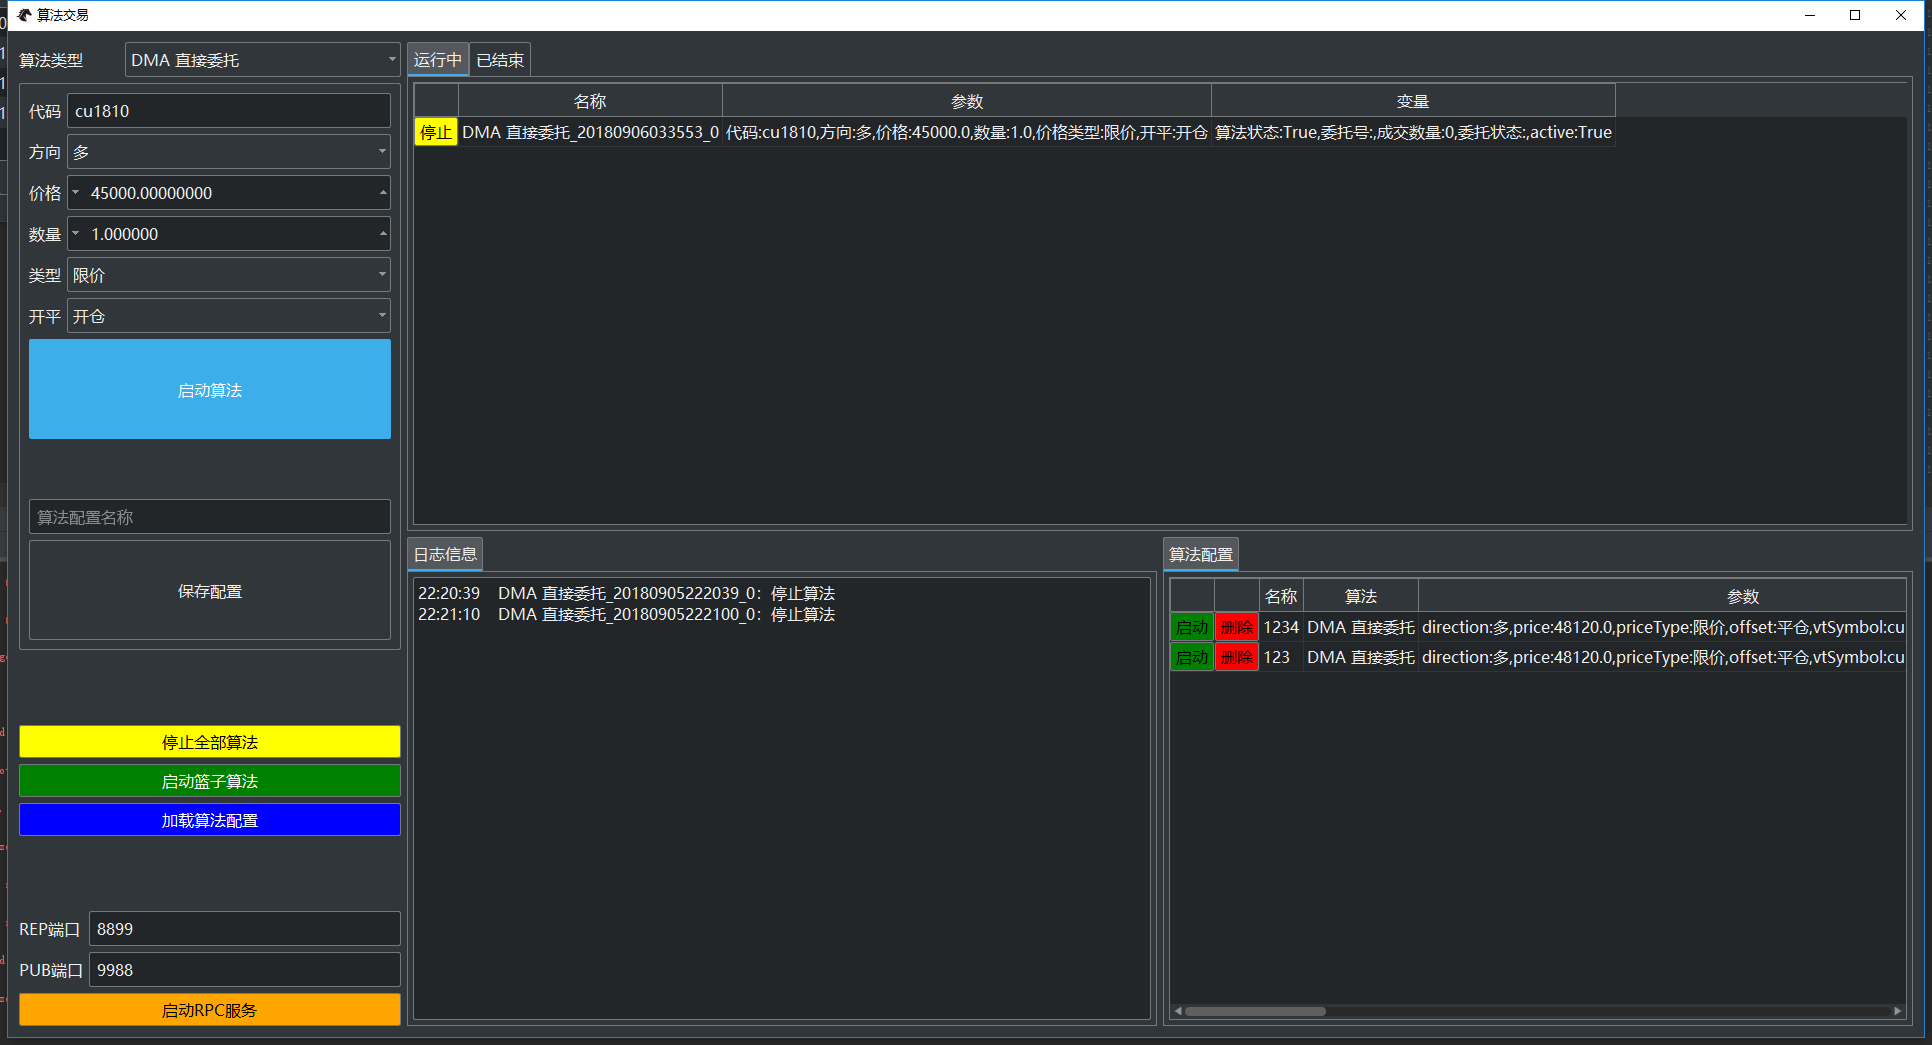 算法交易
算法类型 DMA 直接委托
代码 cu1810
方向 多
价格 45000.00000000
数量 1.000000
类型 限价
开平 开仓
启动算法
算法配置名称
保存配置
停止全部算法
启动篮子算法
加载算法配置
REP端口 8899
PUB端口 9988
启动RPC服务
运行中 已结束
名称 参数 变量
停止 DMA 直接委托_20180906033553_0 代码:cu1810,方向:多,价格:45000.0,数量:1.0,价格类型:限价,开平:开仓 算法状态:True,委托号:,成交数量:0,委托状态:,active:True
日志信息
22:20:39 DMA 直接委托_20180905222039_0：停止算法
22:21:10 DMA 直接委托_20180905222100_0：停止算法
算法配置
名称 算法 参数
启动 删除 1234 DMA 直接委托 direction:多,price:48120.0,priceType:限价,offset:平仓,vtSymbol:cu
启动 删除 123 DMA 直接委托 direction:多,price:48120.0,priceType:限价,offset:平仓,vtSymbol:cu